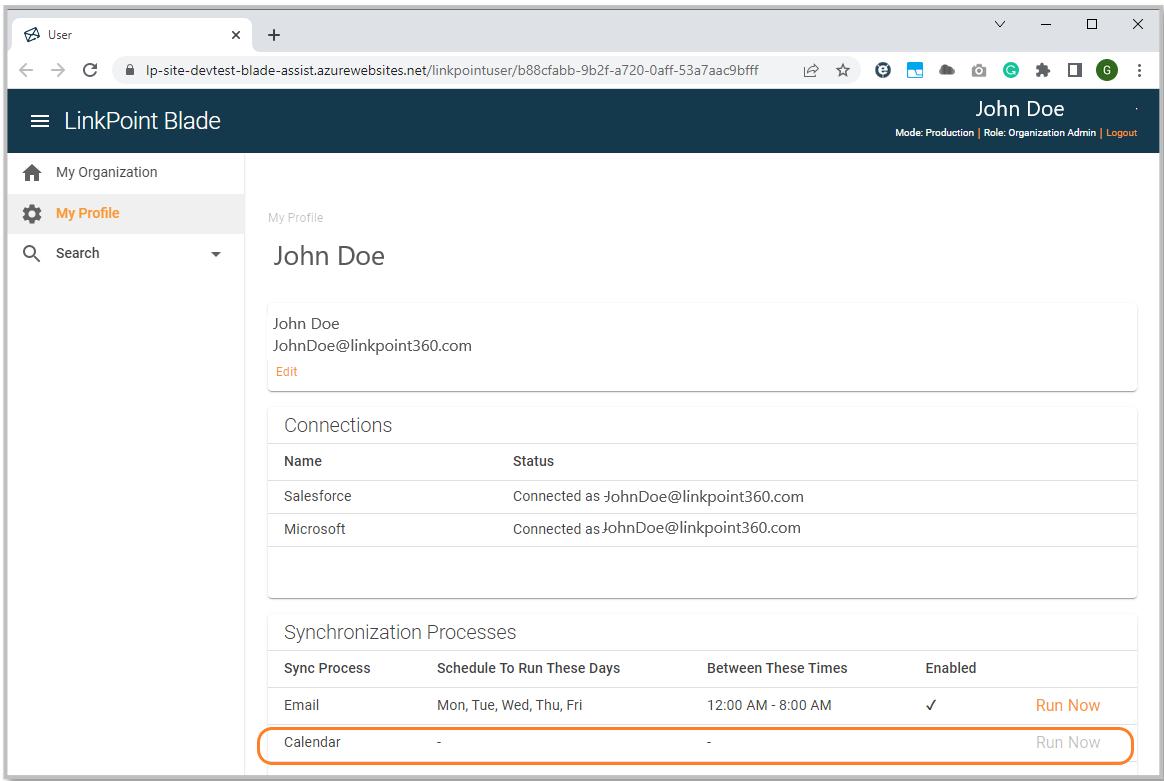 User
lp-site-devtest-blade-assist.azurewebsites.net/linkpointuser/b88cfabb-9b2f-a720-0aff-53a7aac9bfff
G
LinkPoint Blade
John Doe
Mode: Production | Role: Organization Admin | Logout
My Organization
My Profile
Search
My Profile
John Doe
John Doe
JohnDoe@linkpoint360.com
Edit
Connections
Name Status
Salesforce Connected as JohnDoe@linkpoint360.com
Microsoft Connected as JohnDoe@linkpoint360.com
Synchronization Processes
Sync Process Schedule To Run These Days Between These Times Enabled
Email Mon, Tue, Wed, Thu, Fri 12:00 AM - 8:00 AM ✓ Run Now
Calendar - - Run Now